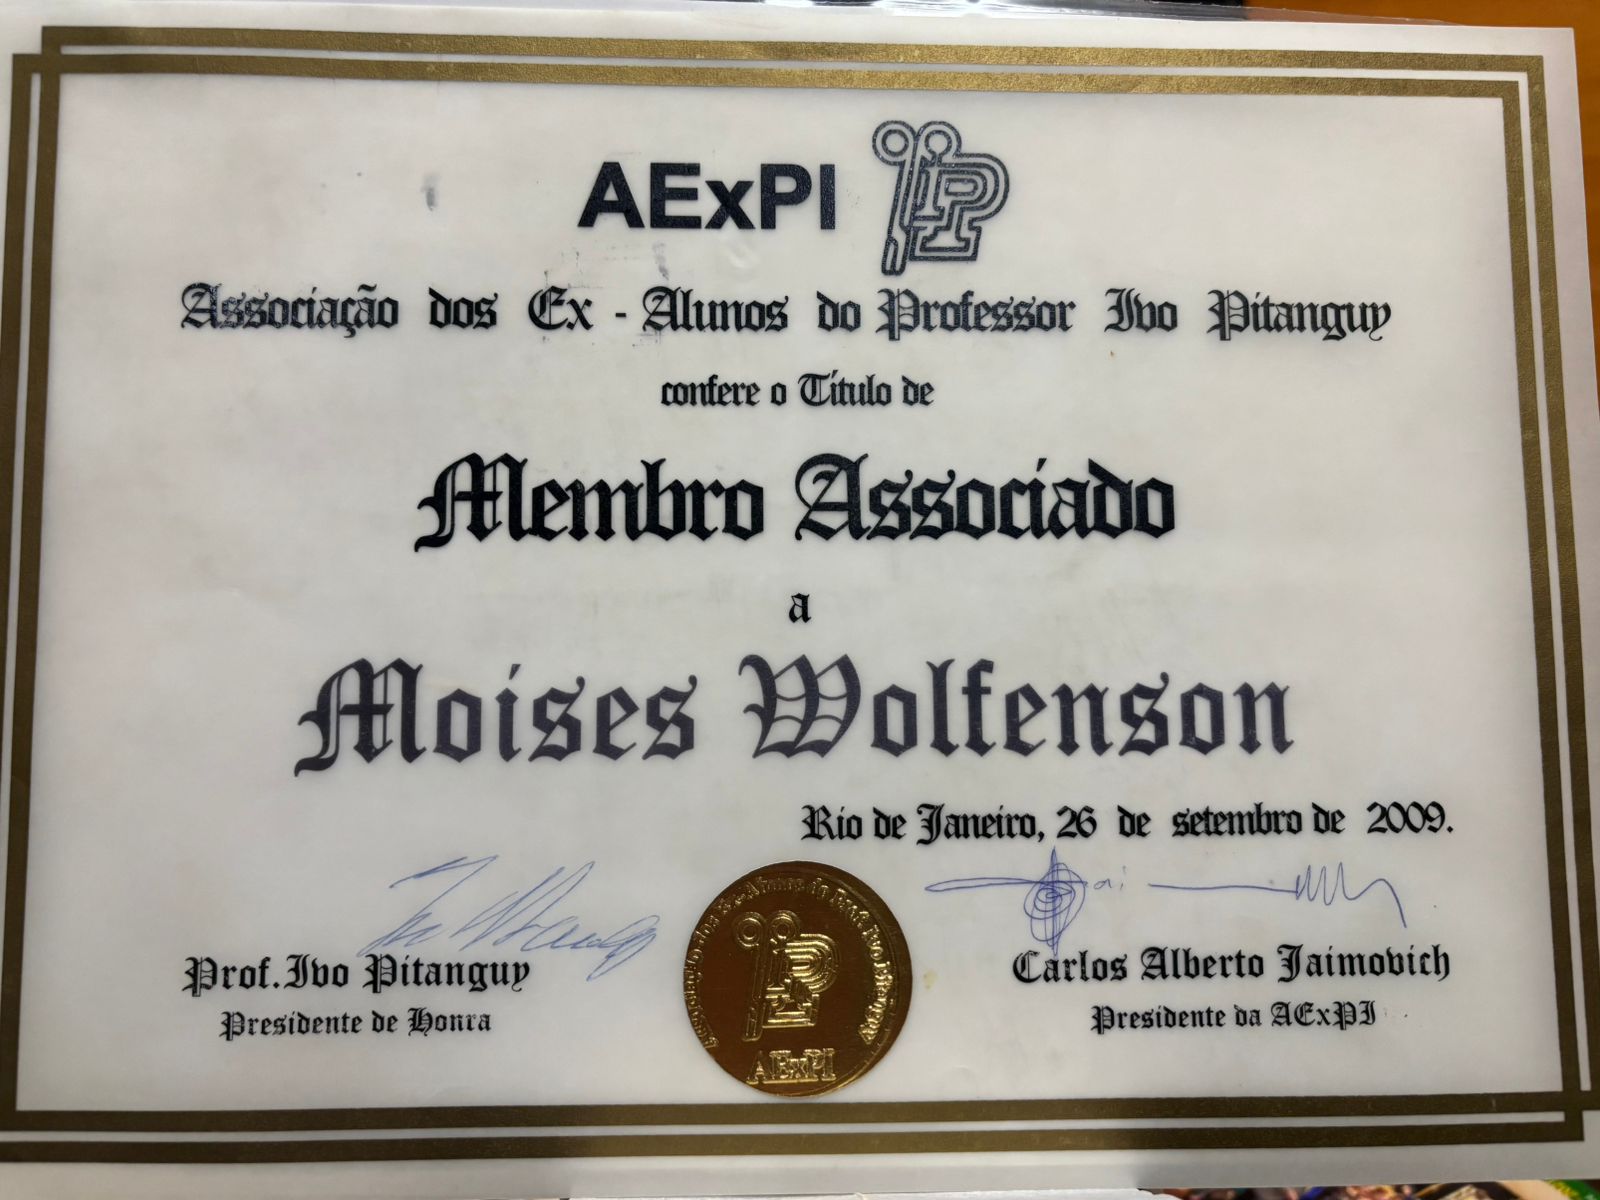 AExPI
Associação dos Ex - Alunos do Professor Ivo Pitanguy
confere o Título de
Membro Associado
a
Moises Wolfenson
Rio de Janeiro, 26 de setembro de 2009.
Prof. Ivo Pitanguy
Presidente de Honra
Carlos Alberto Jaimovich
Presidente da AExPI
AExPI